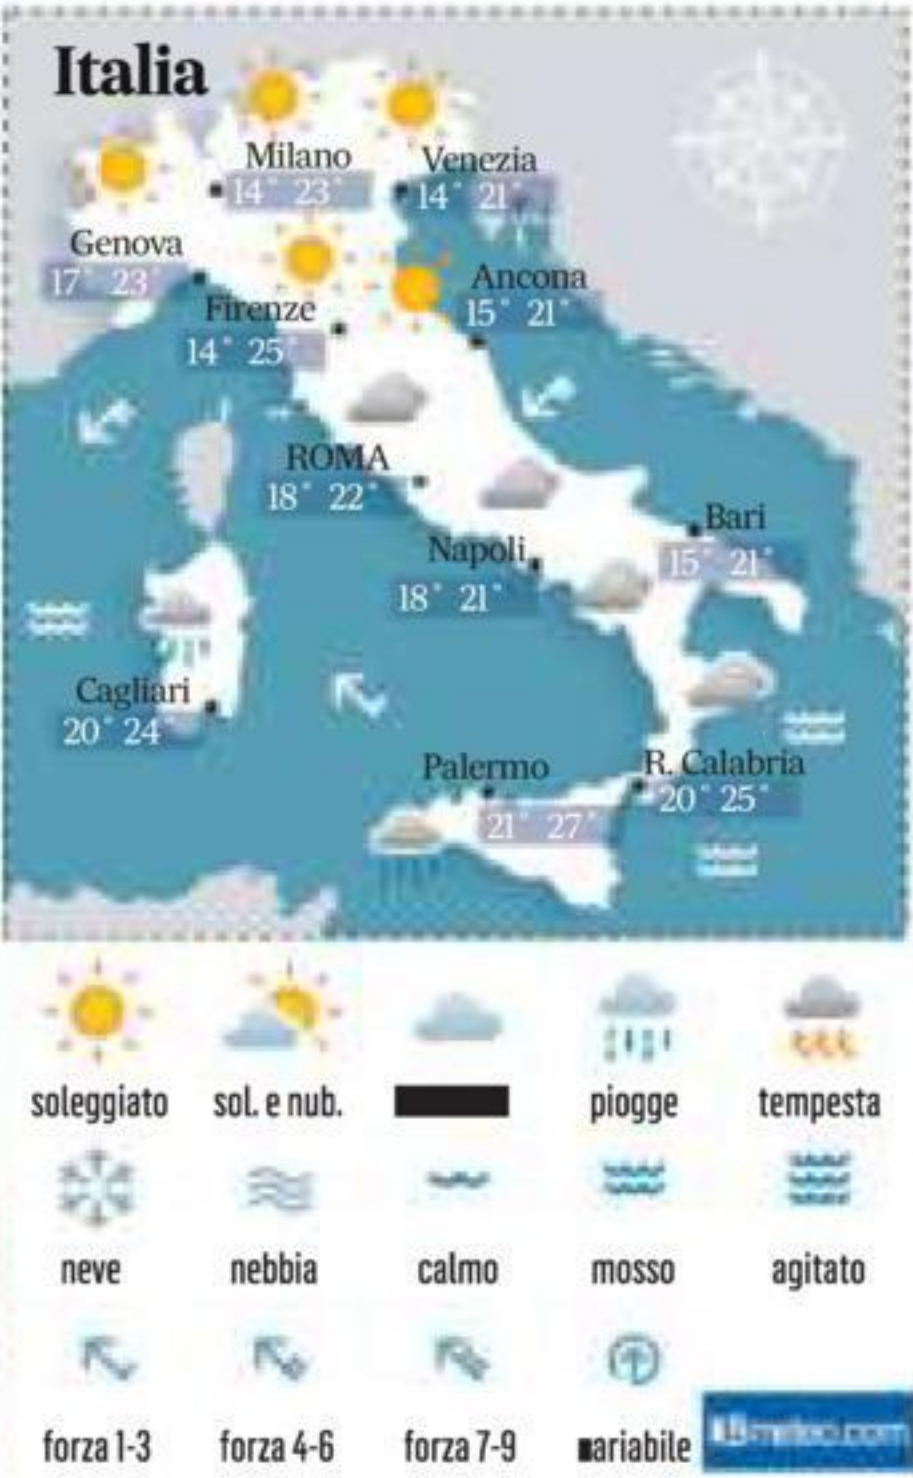 Italia
Milano
14° 23°
Venezia
14° 21°
Genova
17° 23°
Ancona
15° 21°
Firenze
14° 25°
ROMA
18° 22°
Bari
15° 21°
Napoli
18° 21°
Cagliari
20° 24°
Palermo
21° 27°
R. Calabria
20° 25°
soleggiato sol. e nub. piogge tempesta
neve nebbia calmo mosso agitato
forza 1-3 forza 4-6 forza 7-9 ariabile